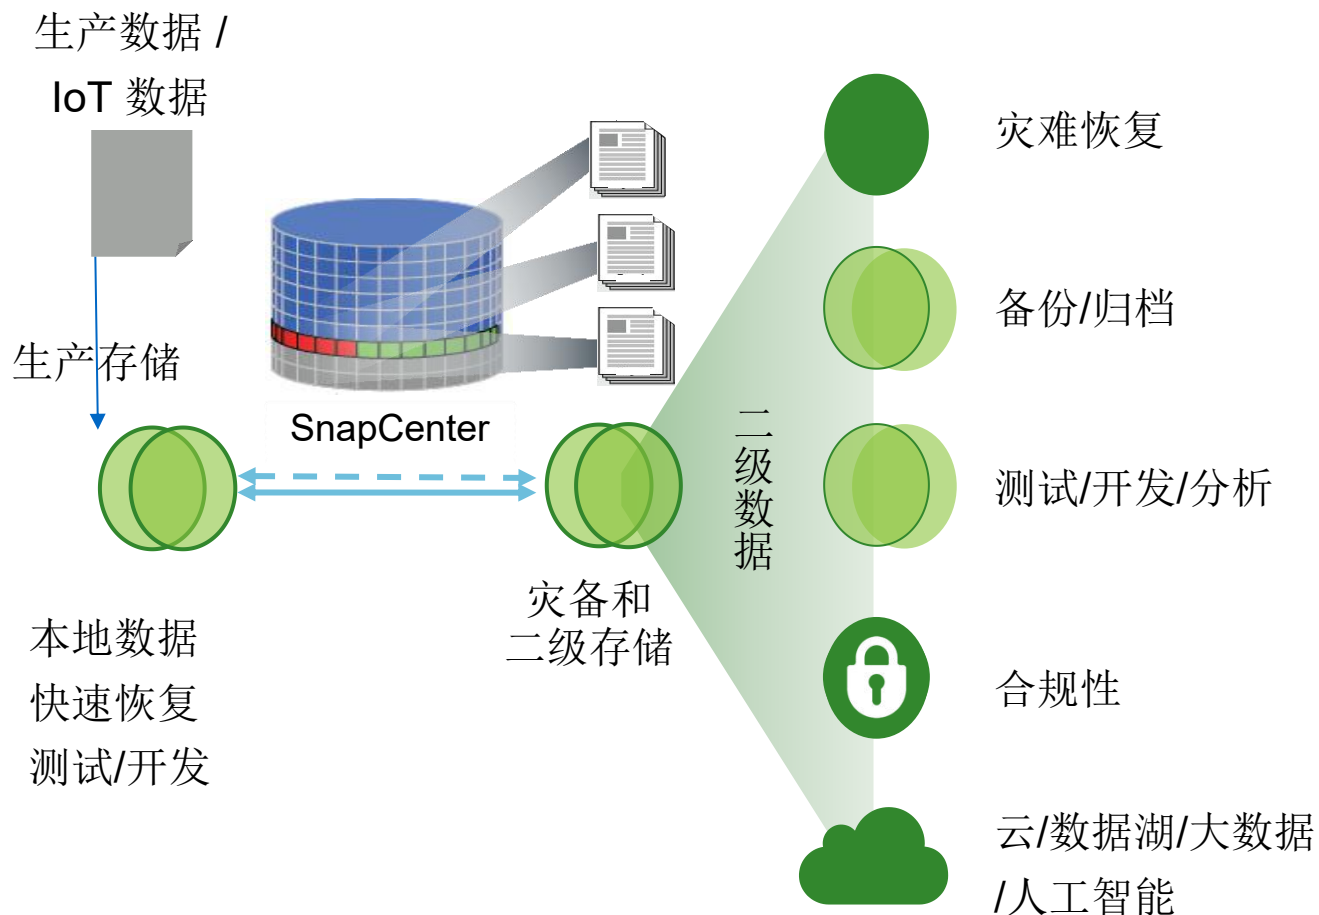 生产数据 /
IoT 数据
生产存储
SnapCenter
本地数据
快速恢复
测试/开发
灾备和
二级存储
二级数据
灾难恢复
备份/归档
测试/开发/分析
合规性
云/数据湖/大数据
/人工智能